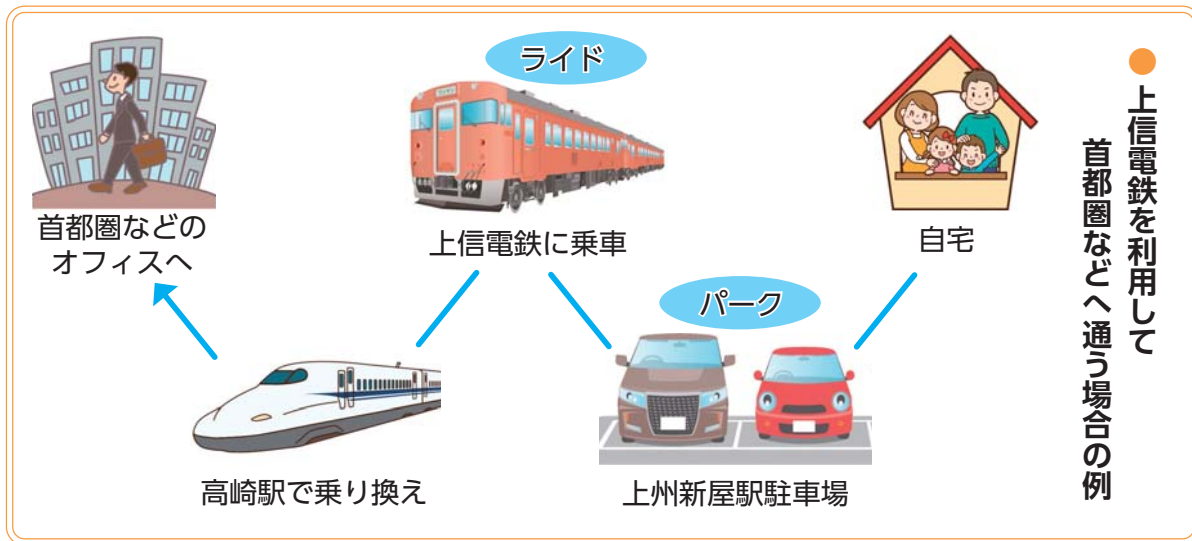 ●上信電鉄を利用して
首都圏などへ通う場合の例
自宅
パーク
上州新屋駅駐車場
ライド
上信電鉄に乗車
高崎駅で乗り換え
首都圏などの
オフィスへ